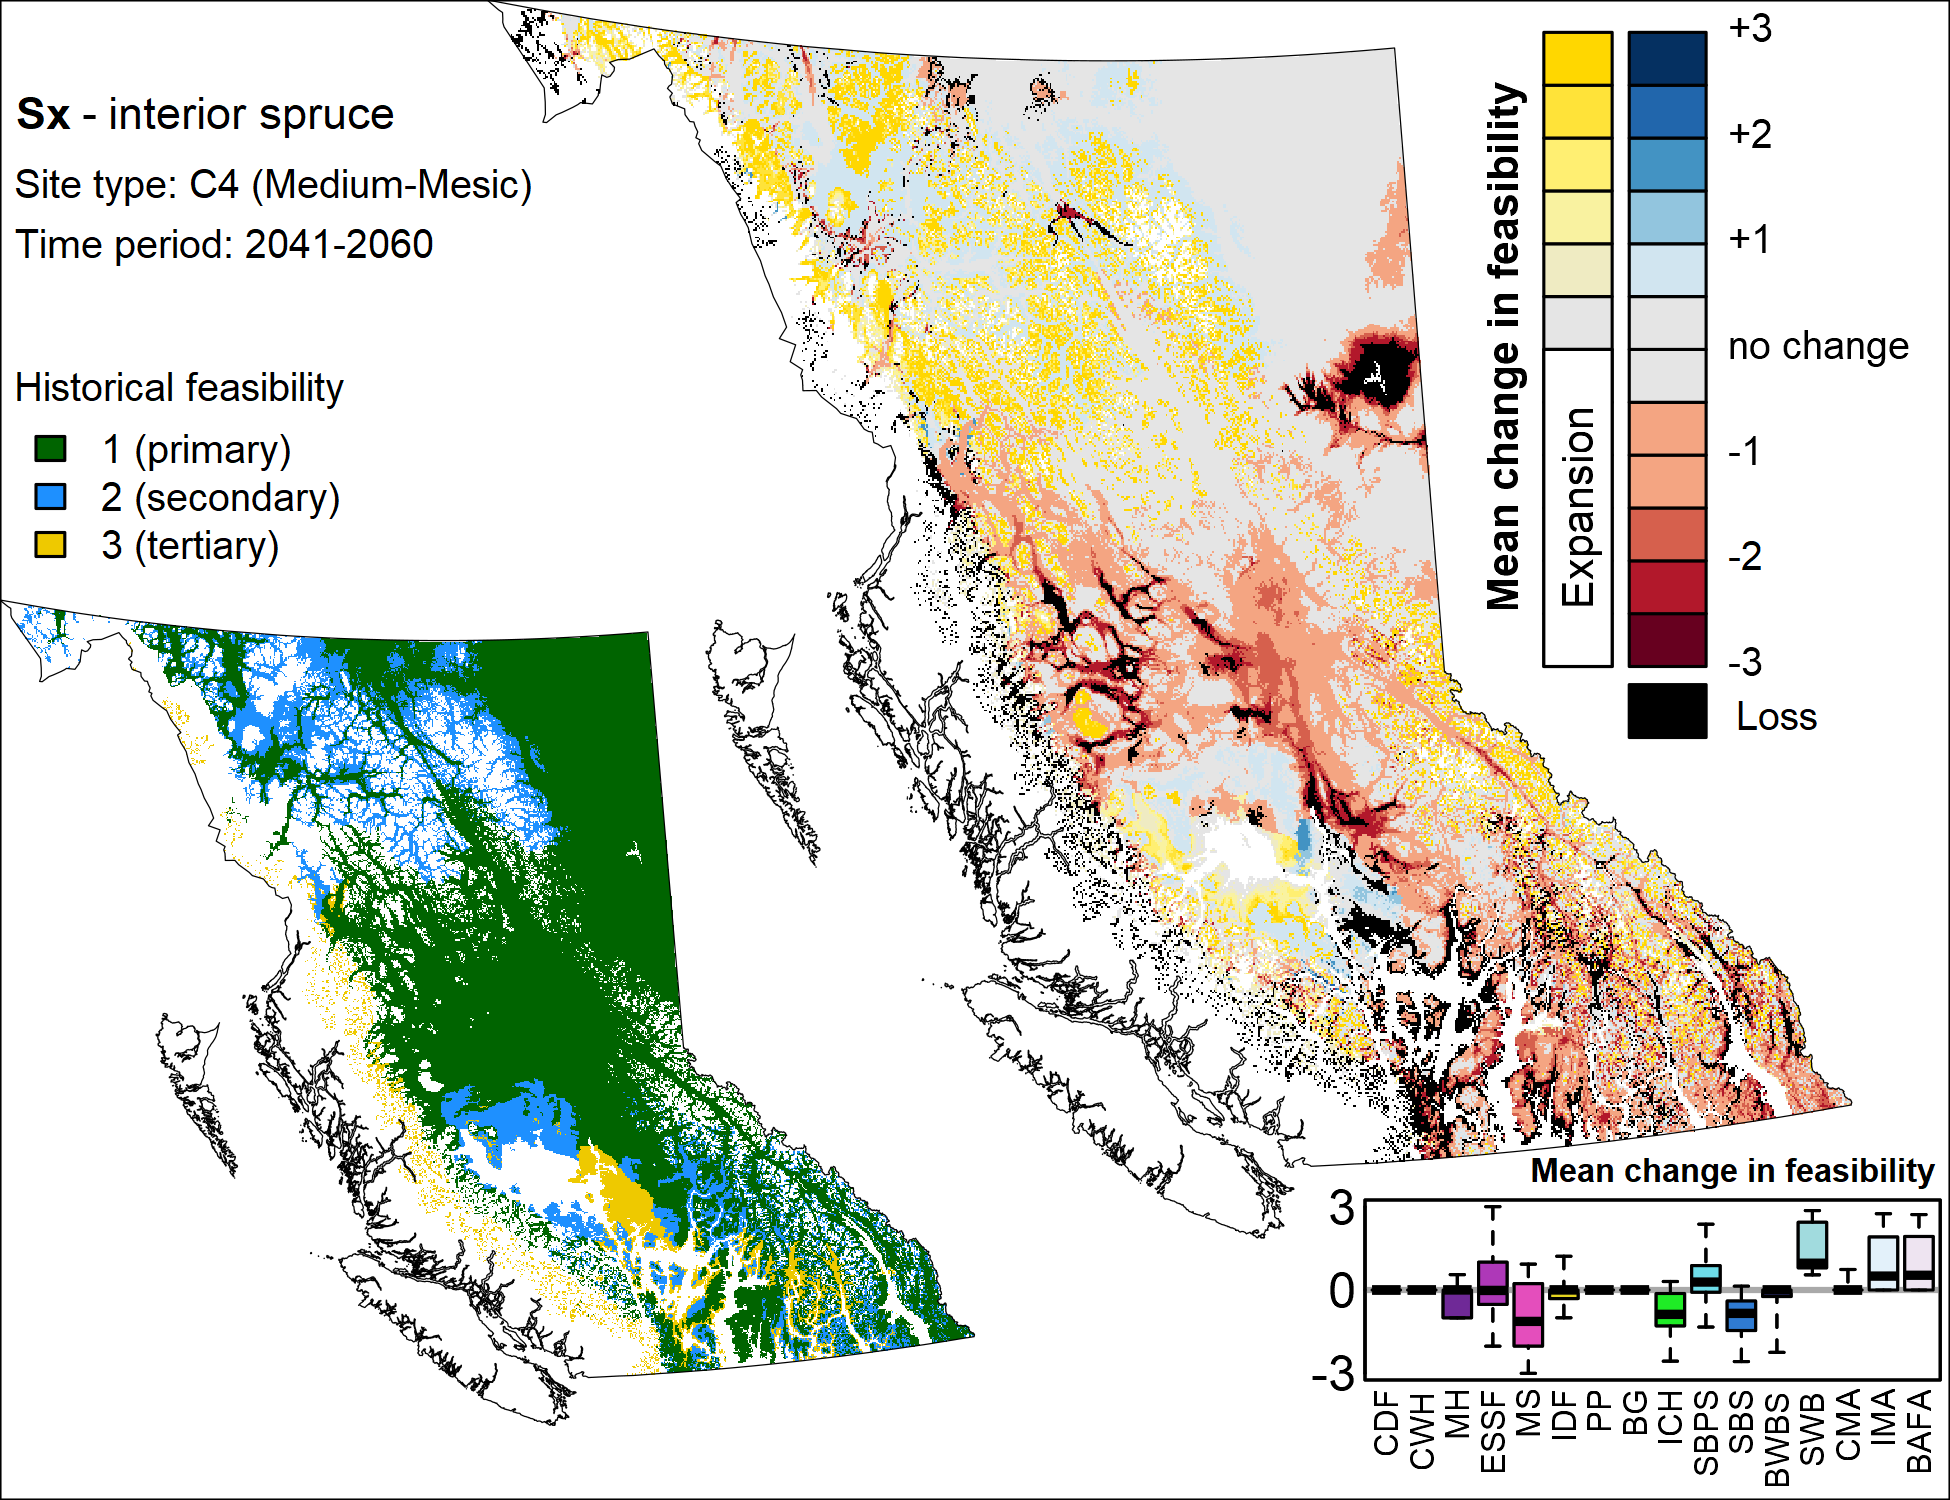 Sx - interior spruce
Site type: C4 (Medium-Mesic)
Time period: 2041-2060
Historical feasibility
1 (primary)
2 (secondary)
3 (tertiary)
Mean change in feasibility
Expansion
+3
+2
+1
no change
-1
-2
-3
Loss
Mean change in feasibility
3
0
-3
CDF
CWH
MH
ESSF
MS
IDF
PP
BG
ICH
SBPS
SBS
BWBS
SWB
CMA
IMA
BAFA